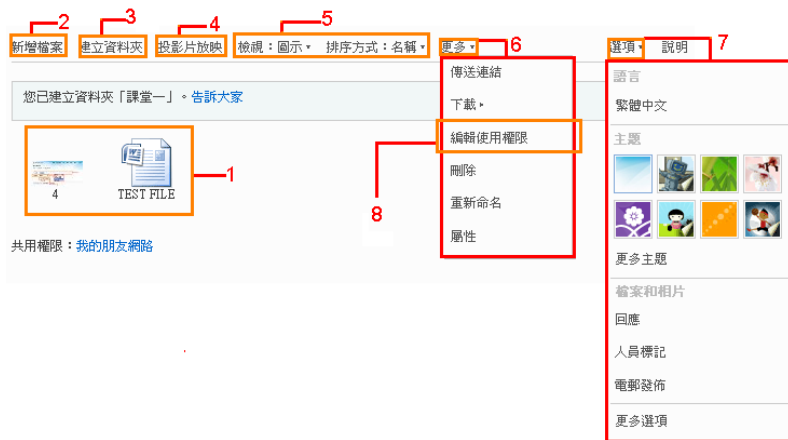 2
3
4
5
6
7
新增檔案 建立資料夾 投影片放映 檢視：圖示 排序方式：名稱 更多
選項 說明
您已建立資料夾「課堂一」。告訴大家
4
TEST FILE
1
共用權限：我的朋友網路
傳送連結
下載
編輯使用權限
刪除
重新命名
屬性
8
語言
繁體中文
主題
更多主題
檔案和相片
回應
人員標記
電郵發佈
更多選項